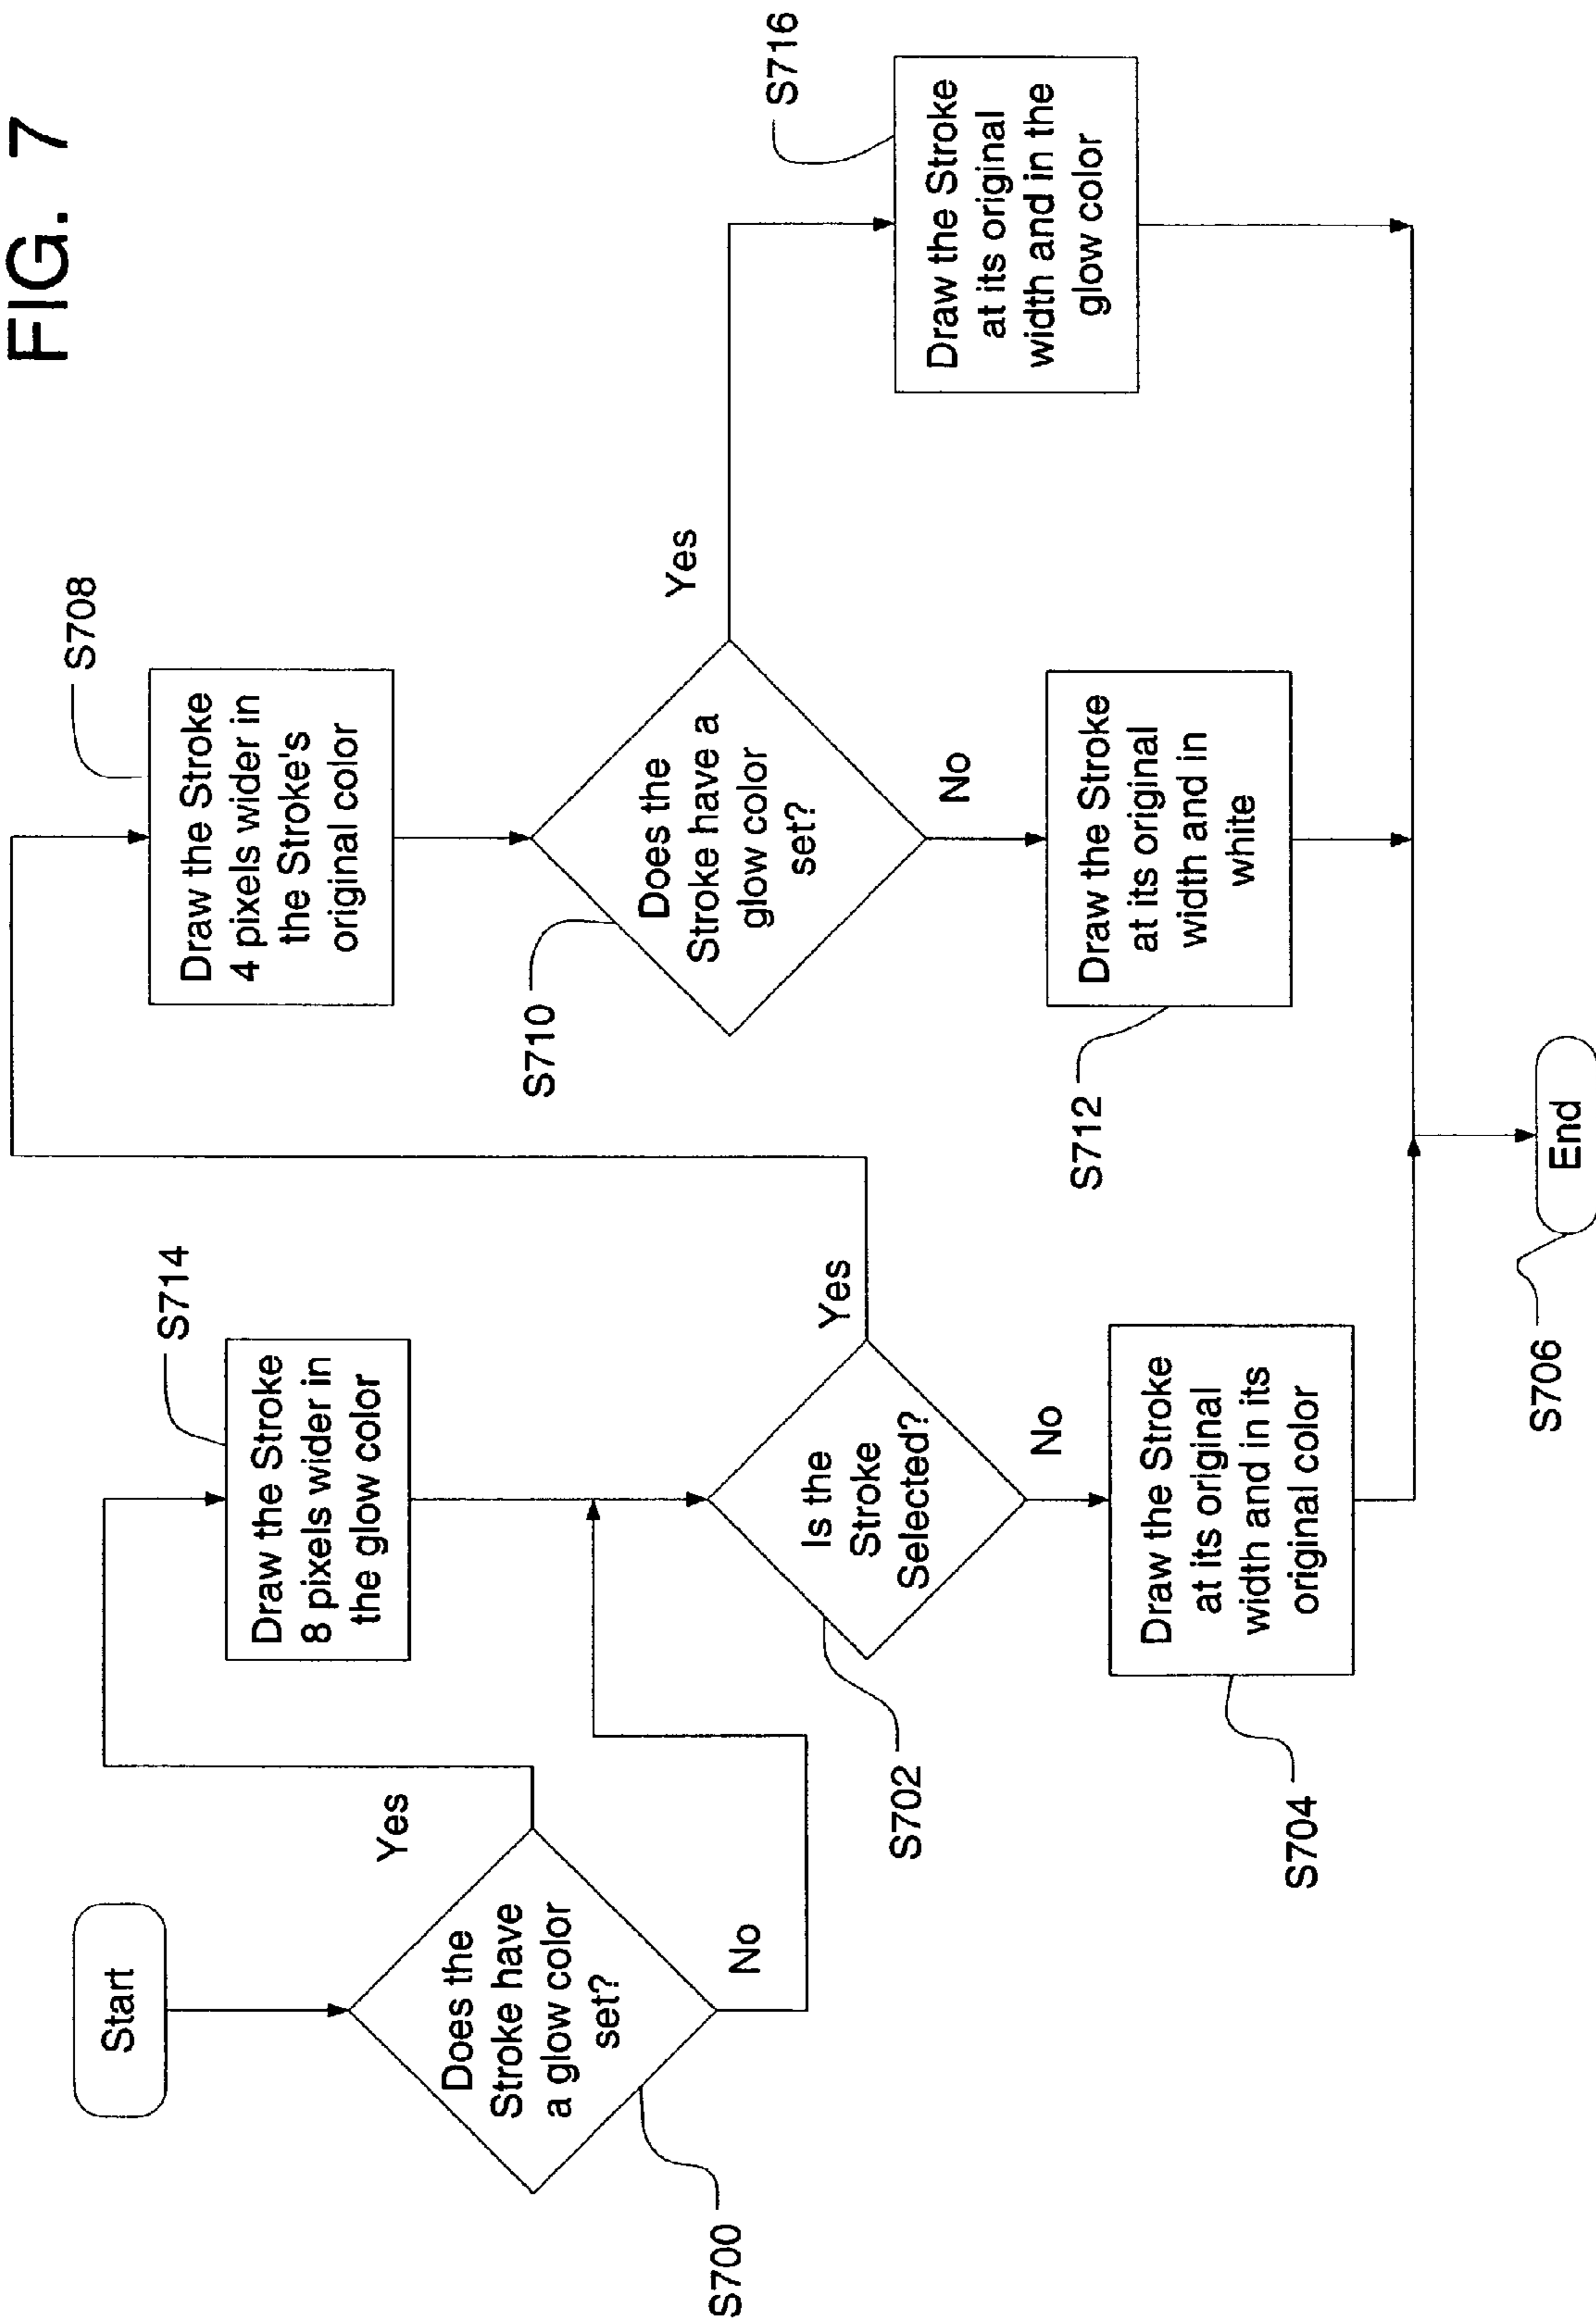 FIG. 7
Start
Does the
Stroke have
a glow color
set?
S700
Yes
No
Draw the Stroke
8 pixels wider in
the glow color
S714
Is the
Stroke
Selected?
S702
Yes
No
Draw the Stroke
at its original
width and in its
original color
S704
Draw the Stroke
4 pixels wider in
the Stroke's
original color
S708
Does the
Stroke have a
glow color
set?
S710
Yes
No
Draw the Stroke
at its original
width and in
white
S712
Draw the Stroke
at its original
width and in the
glow color
S716
End
S706